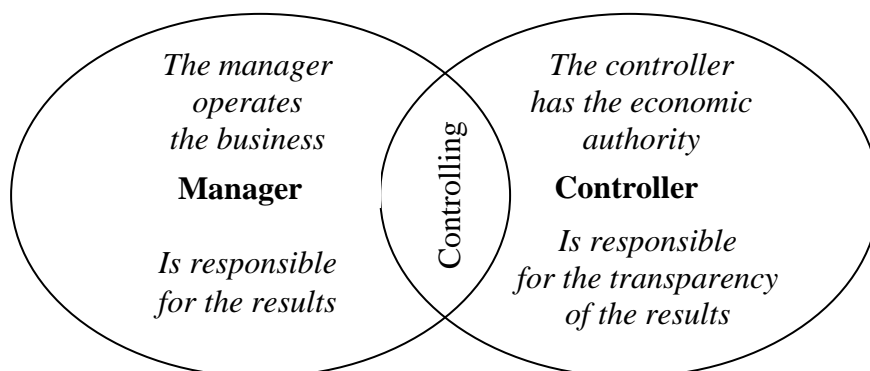 The manager
operates
the business
Manager
Is responsible
for the results
Controlling
The controller
has the economic
authority
Controller
Is responsible
for the transparency
of the results